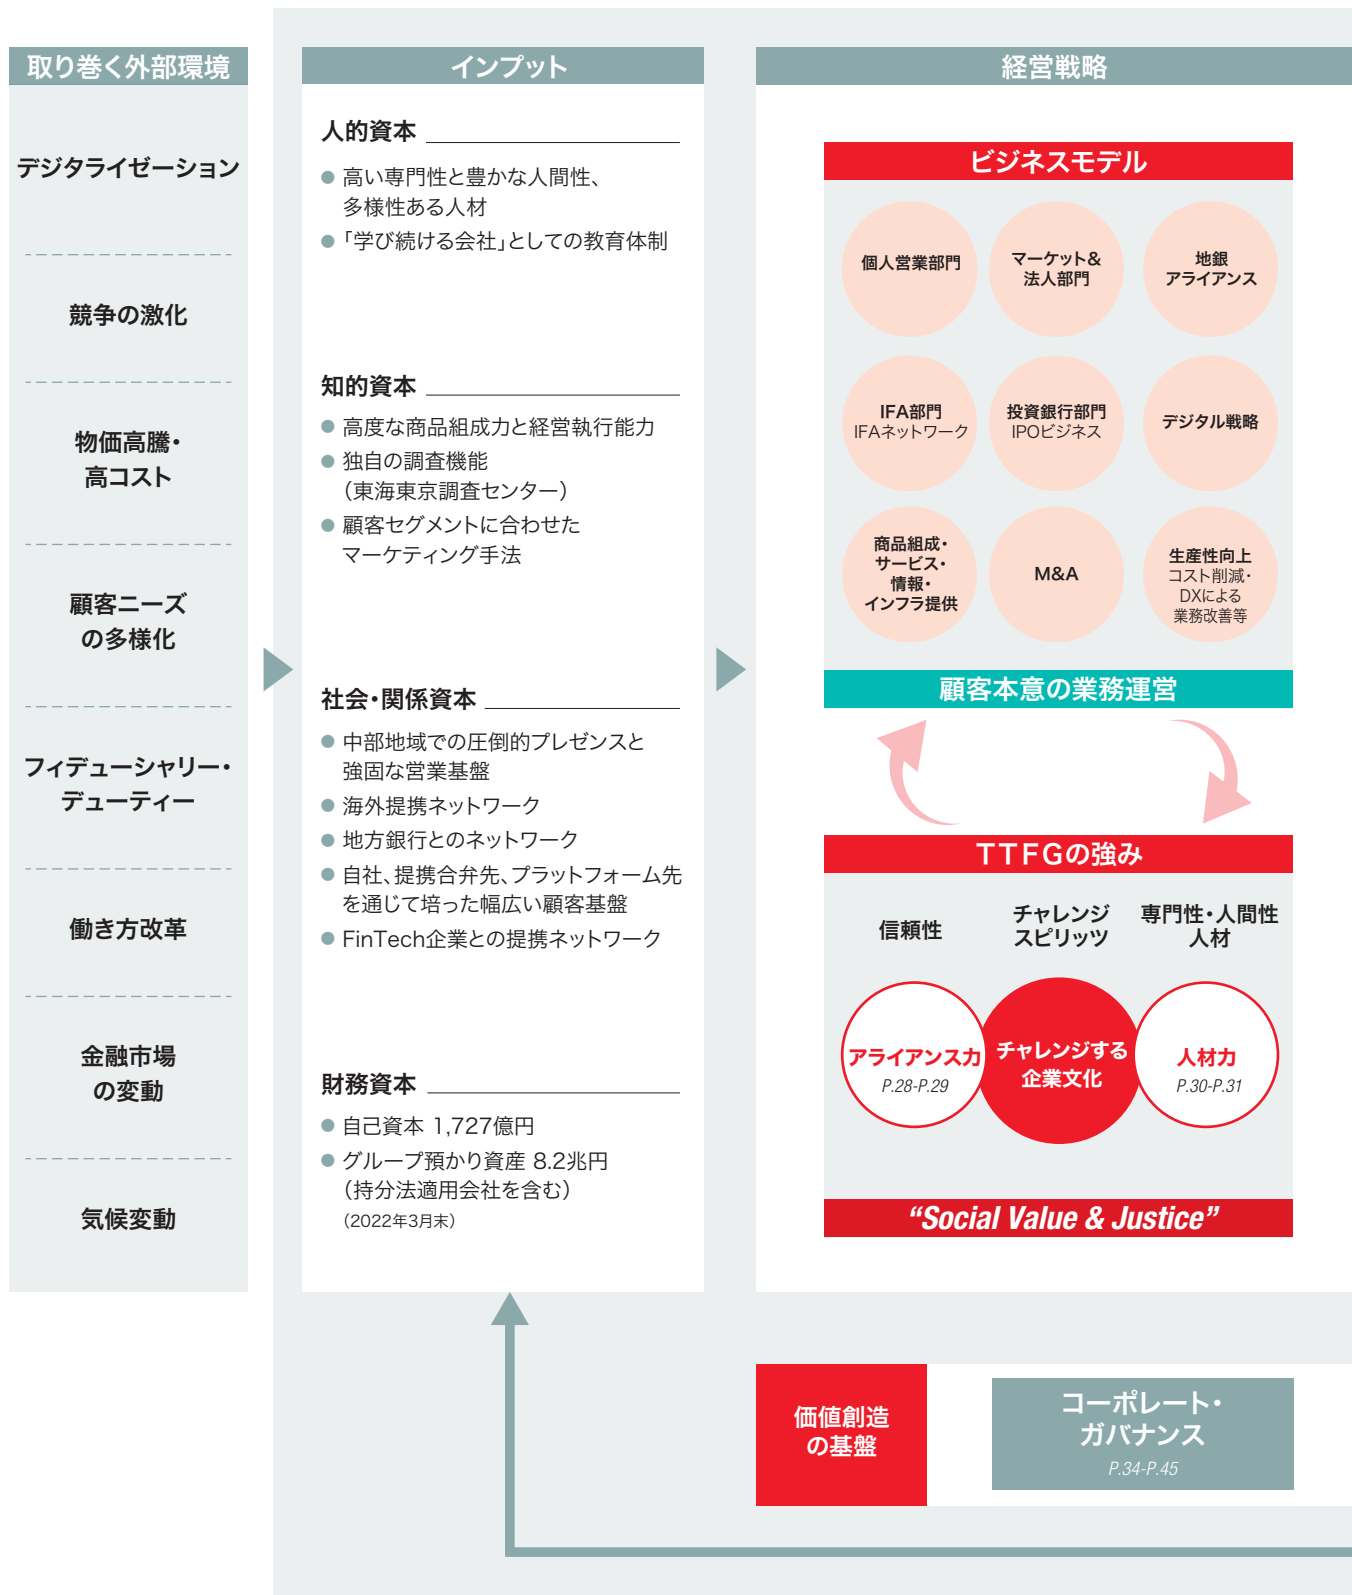 取り巻く外部環境
デジタライゼーション
競争の激化
物価高騰・
高コスト
顧客ニーズ
の多様化
フィデューシャリー・
デューティー
働き方改革
金融市場
の変動
気候変動
インプット
人的資本
● 高い専門性と豊かな人間性、
多様性ある人材
● 「学び続ける会社」としての教育体制
知的資本
● 高度な商品組成力と経営執行能力
● 独自の調査機能
（東海東京調査センター）
● 顧客セグメントに合わせた
マーケティング手法
社会・関係資本
● 中部地域での圧倒的プレゼンスと
強固な営業基盤
● 海外提携ネットワーク
● 地方銀行とのネットワーク
● 自社、提携合弁先、プラットフォーム先
を通じて培った幅広い顧客基盤
● FinTech企業との提携ネットワーク
財務資本
● 自己資本 1,727億円
● グループ預かり資産 8.2兆円
（持分法適用会社を含む）
（2022年3月末）
経営戦略
ビジネスモデル
個人営業部門
マーケット＆
法人部門
地銀
アライアンス
IFA部門
IFAネットワーク
投資銀行部門
IPOビジネス
デジタル戦略
商品組成・
サービス・
情報・
インフラ提供
M&A
生産性向上
コスト削減・
DXによる
業務改善等
顧客本意の業務運営
TTFGの強み
信頼性
チャレンジ
スピリッツ
専門性・人間性
人材
アライアンス力
P.28-P.29
チャレンジする
企業文化
人材力
P.30-P.31
“Social Value & Justice”
価値創造
の基盤
コーポレート・
ガバナンス
P.34-P.45